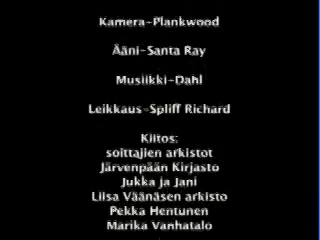 Kamera-Plankwood
Ääni-Santa Ray
Musiikki-Dahl
Leikkaus-Spliff Richard
Kiitos:
soittajien arkistot
Järvenpään Kirjasto
Jukka ja Jani
Liisa Väänäsen arkisto
Pekka Hentunen
Marika Vanhatalo